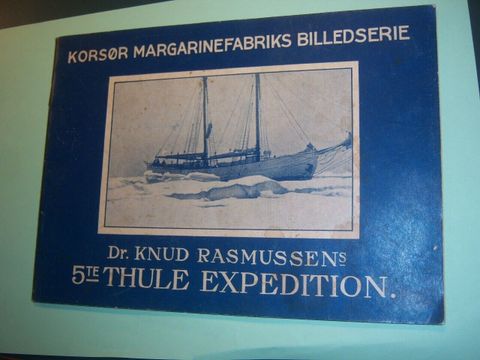 KORSØR MARGARINEFABRIKS BILLEDSERIE
Dr. KNUD RASMUSSENS
5TE THULE EXPEDITION.